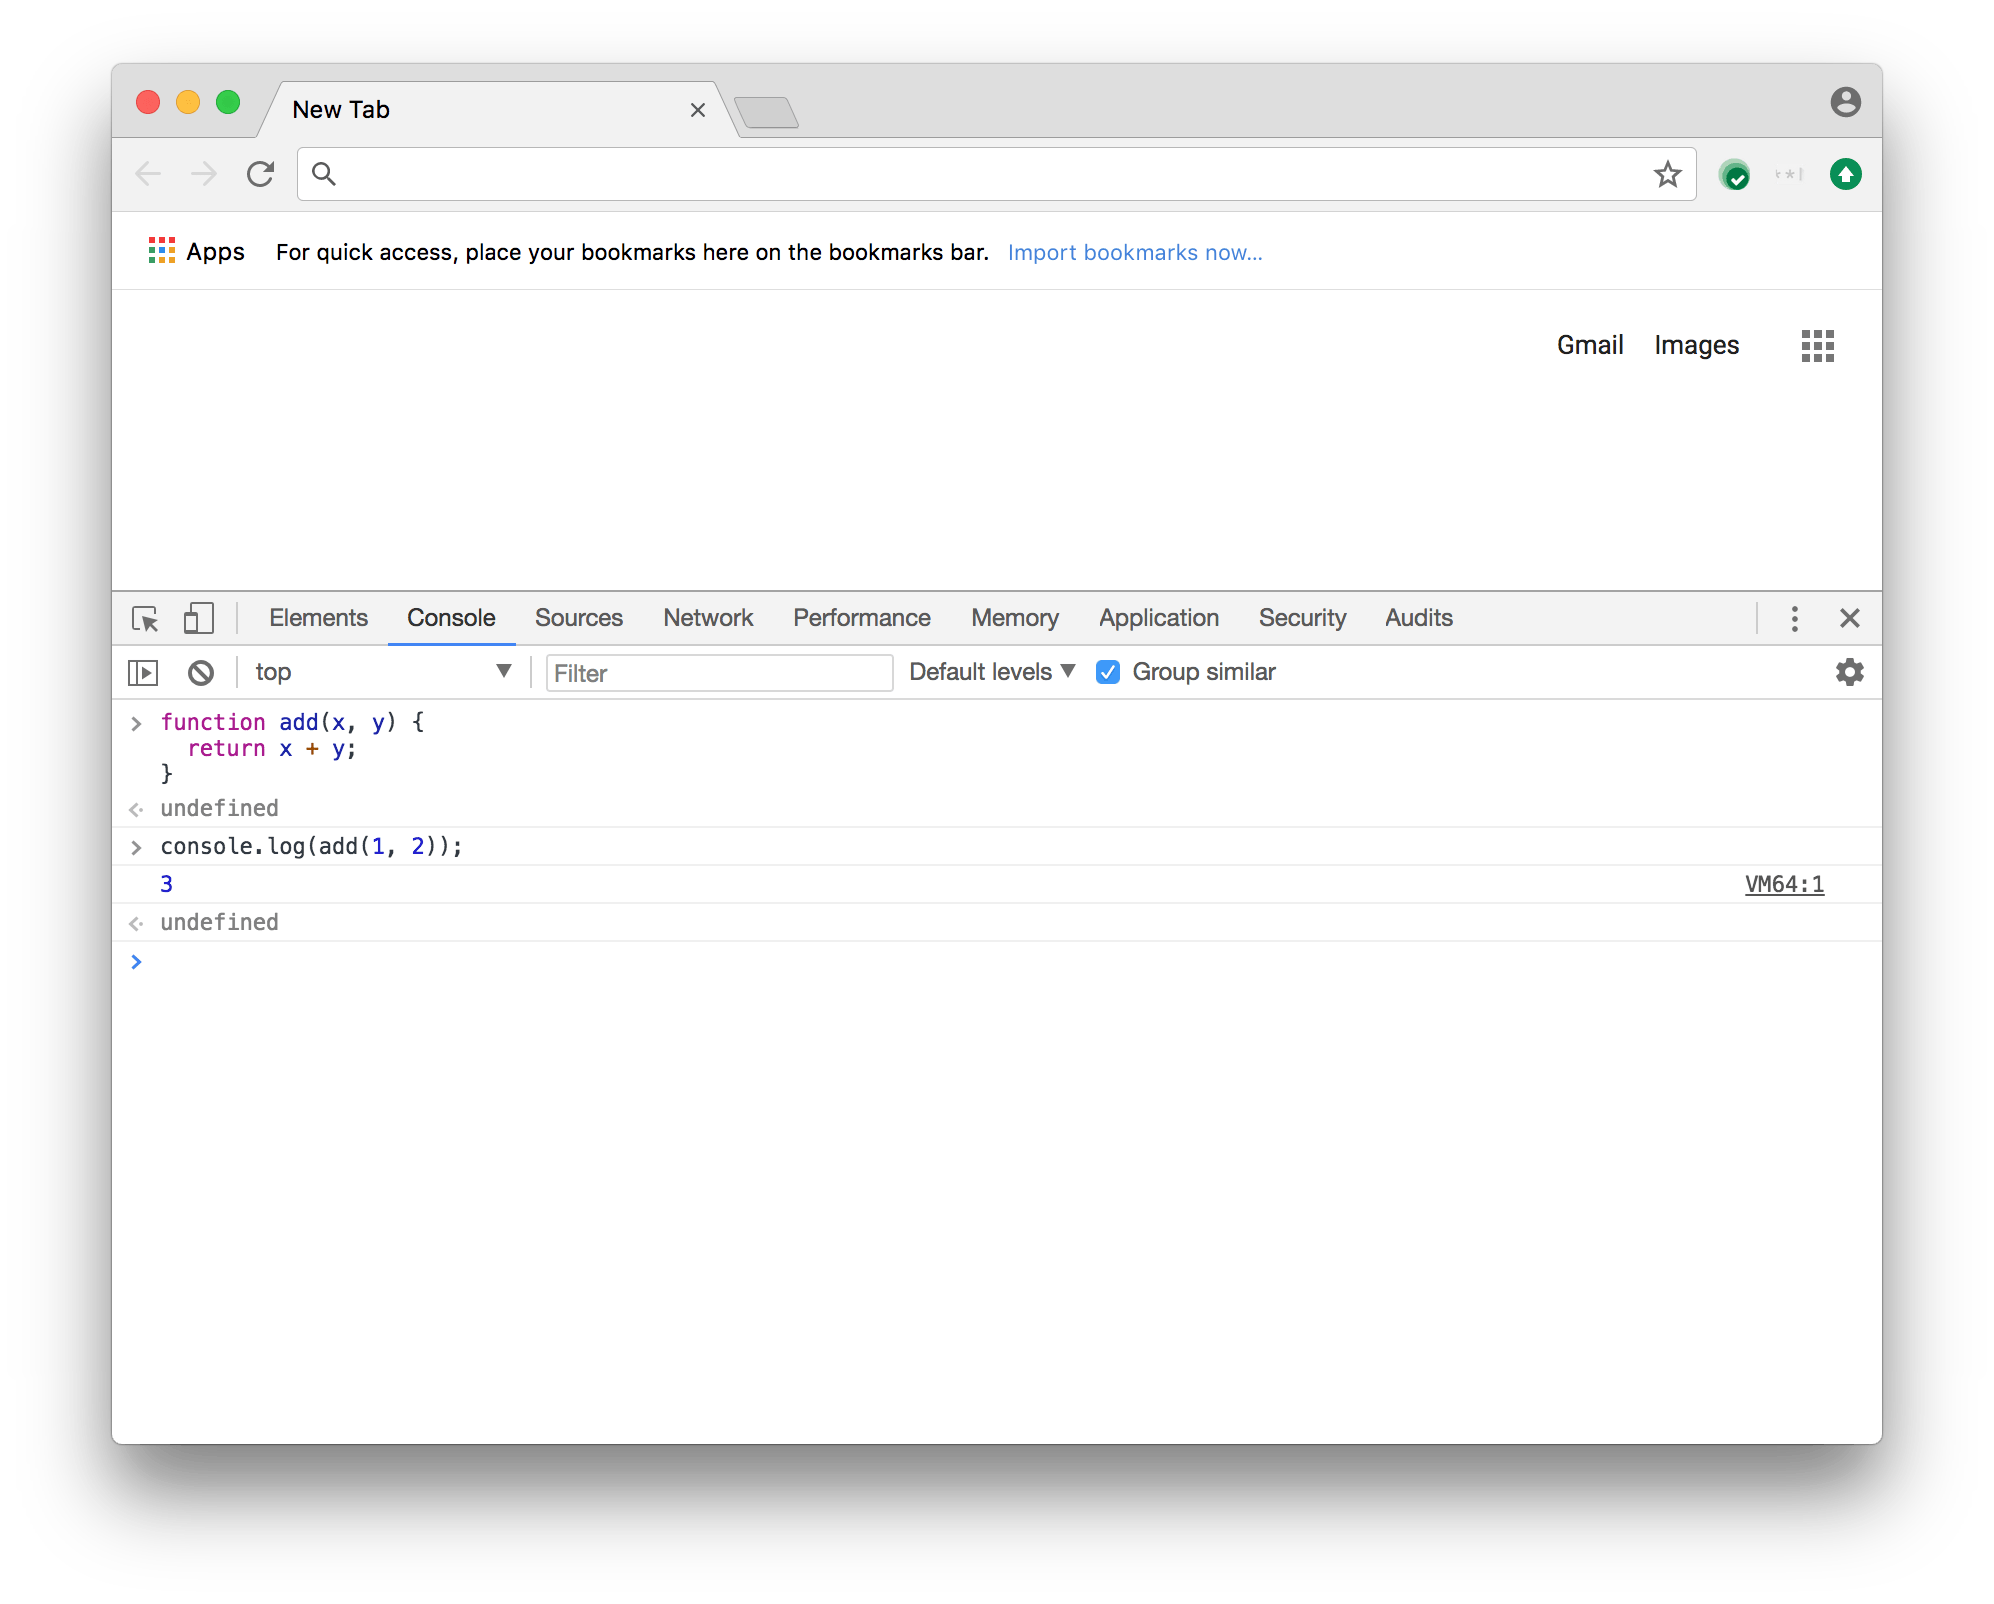 New Tab
Apps For quick access, place your bookmarks here on the bookmarks bar. Import bookmarks now...
Gmail Images
Elements Console Sources Network Performance Memory Application Security Audits
top Filter Default levels Group similar
function add(x, y) {
  return x + y;
}
undefined
console.log(add(1, 2));
3 VM64:1
undefined